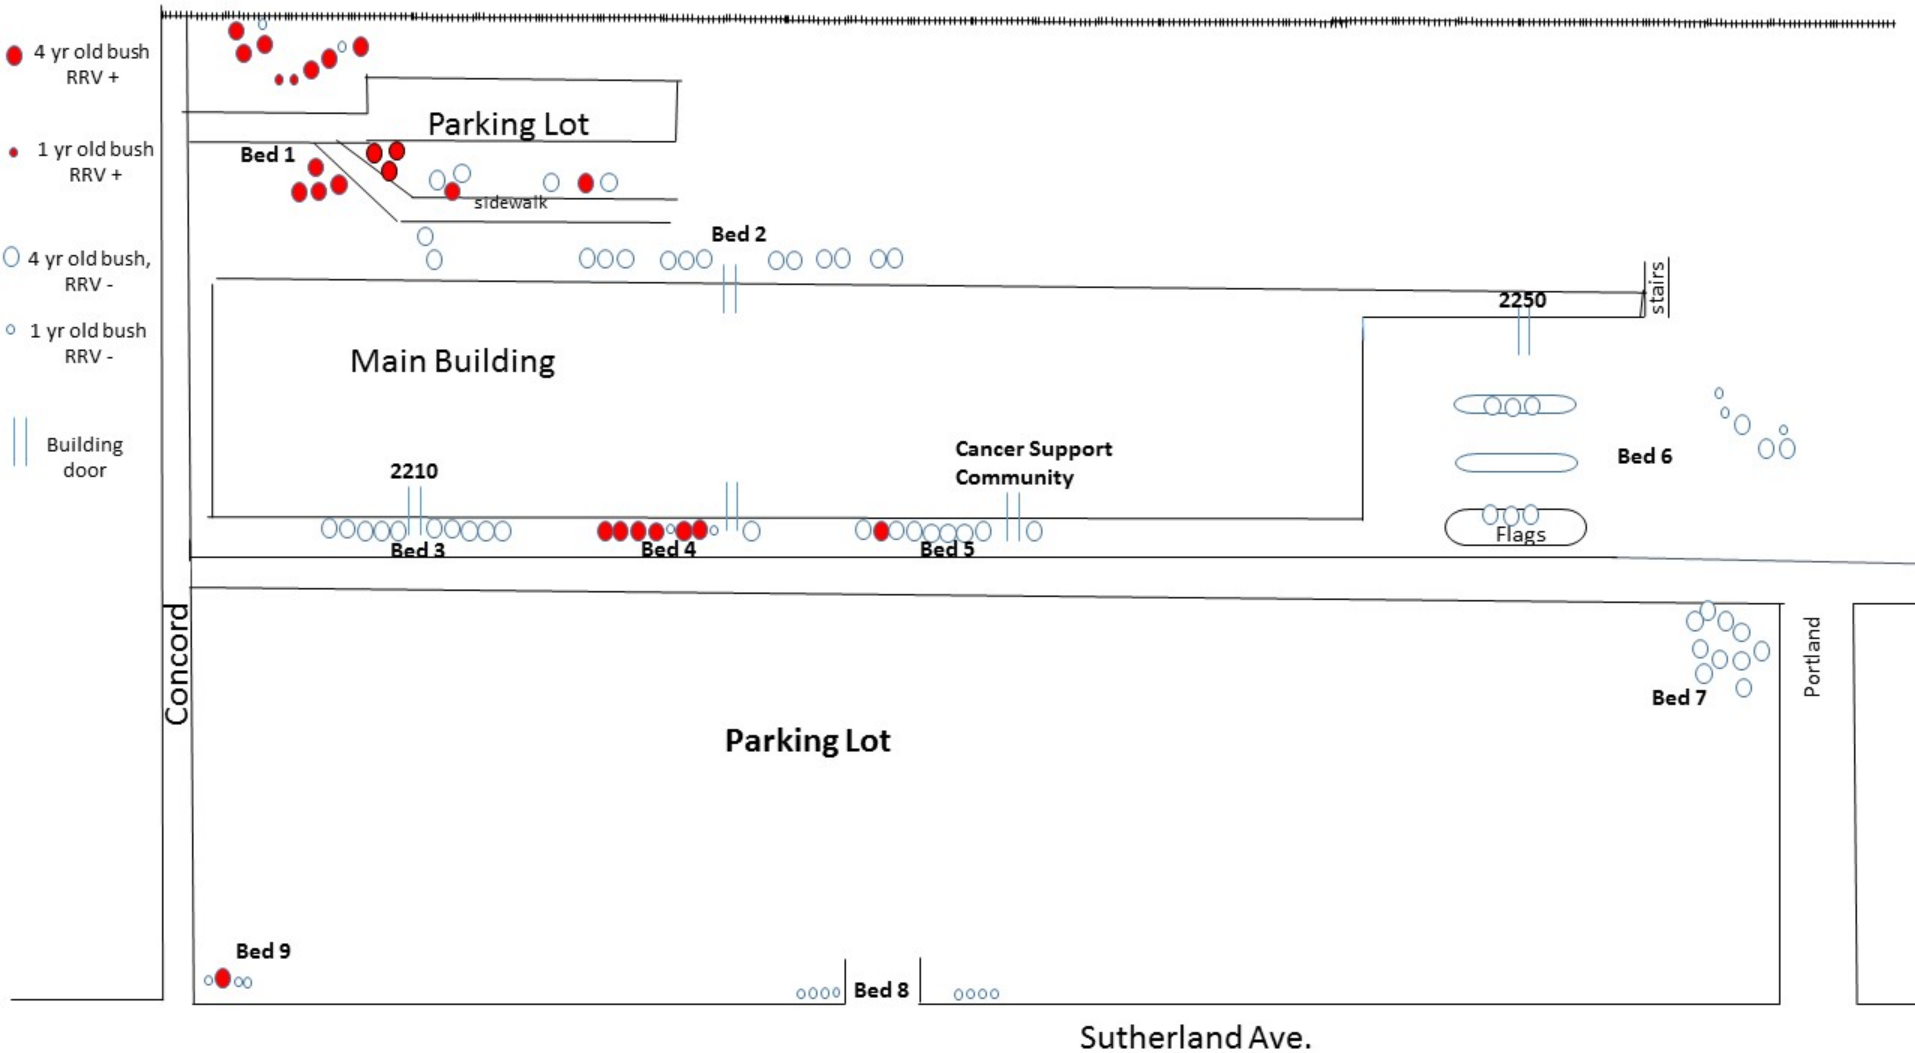 4 yr old bush
RRV +
1 yr old bush
RRV +
4 yr old bush,
RRV -
1 yr old bush
RRV -
Building
door
Parking Lot
Bed 1
sidewalk
Bed 2
stairs
2250
Main Building
Cancer Support
Community
2210
Bed 6
Bed 3
Bed 4
Bed 5
Flags
Concord
Portland
Bed 7
Parking Lot
Bed 9
Bed 8
Sutherland Ave.